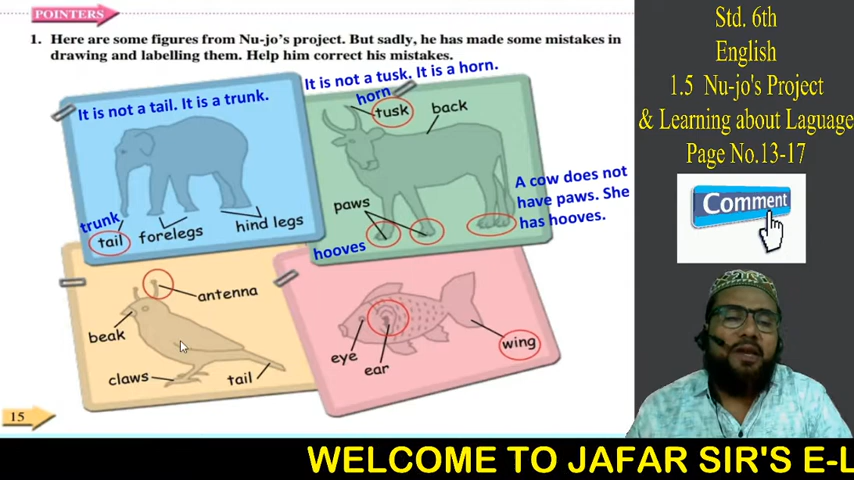 POINTERS
1. Here are some figures from Nu-jo's project. But sadly, he has made some mistakes in
drawing and labelling them. Help him correct his mistakes.
It is not a tail. It is a trunk.
trunk
tail
forelegs
hind legs
It is not a tusk. It is a horn.
horn
tusk
back
paws
hooves
A cow does not
have paws. She
has hooves.
antenna
beak
claws
tail
eye
ear
wing
15
Std. 6th
English
1.5 Nu-jo's Project
& Learning about Laguage
Page No.13-17
Comment
WELCOME TO JAFAR SIR'S E-L